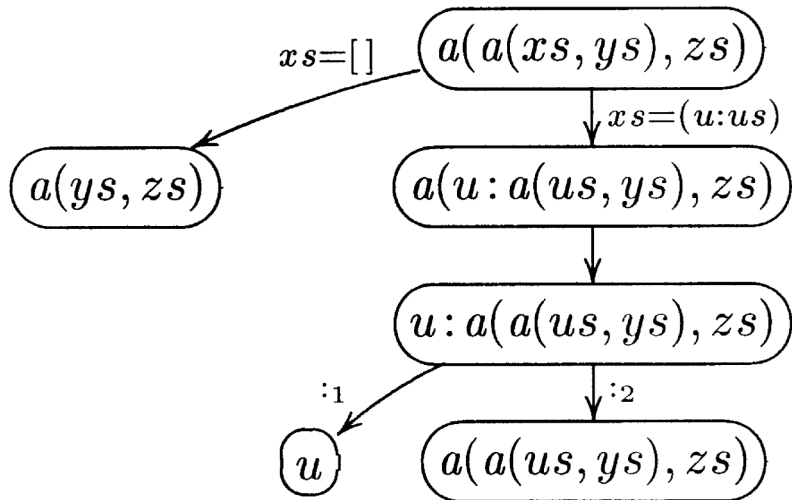 a(a(xs,ys),zs)
xs=[]
xs=(u:us)
a(ys,zs)
a(u:a(us,ys),zs)
u:a(a(us,ys),zs)
:1
:2
u
a(a(us,ys),zs)